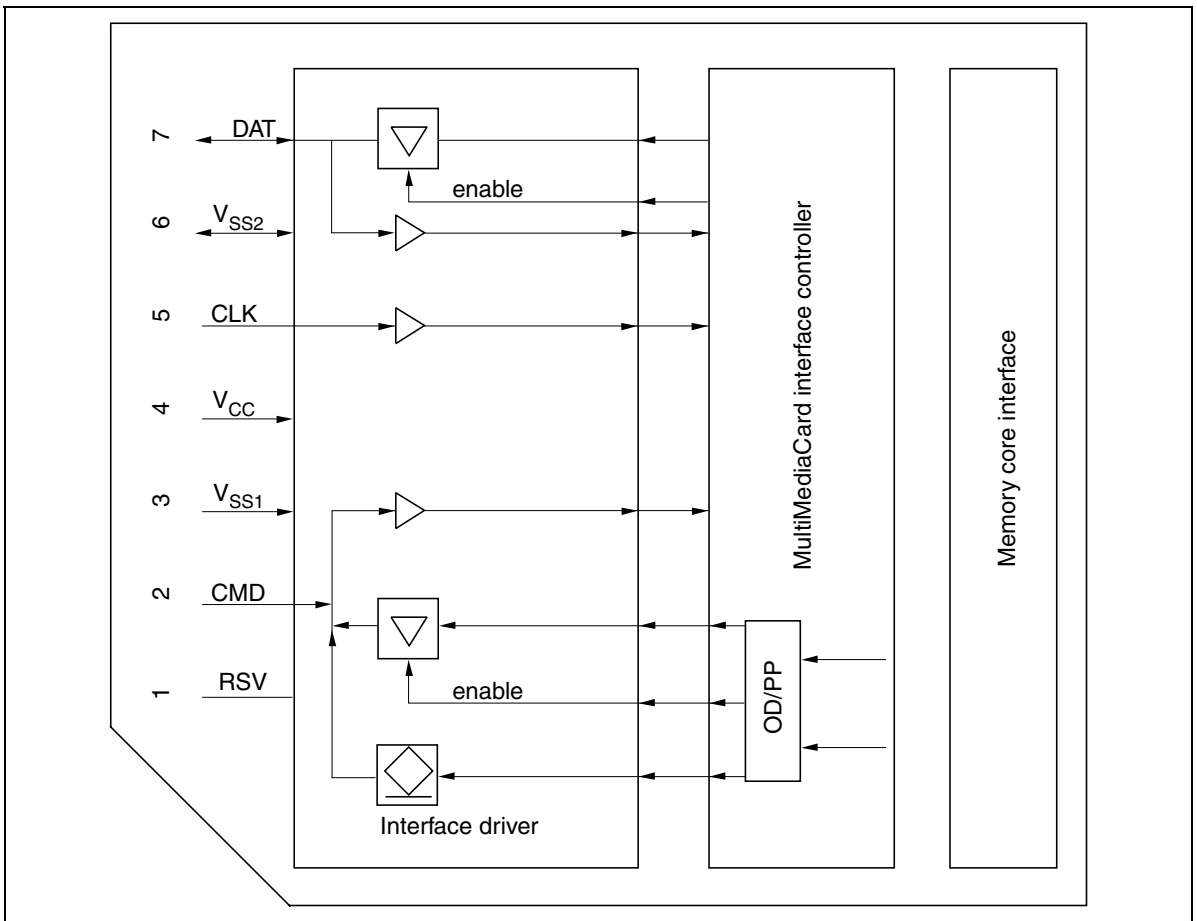 7 DAT
enable
6 VSS2
5 CLK
4 VCC
3 VSS1
2 CMD
1 RSV
enable
Interface driver
OD/PP
MultiMediaCard interface controller
Memory core interface